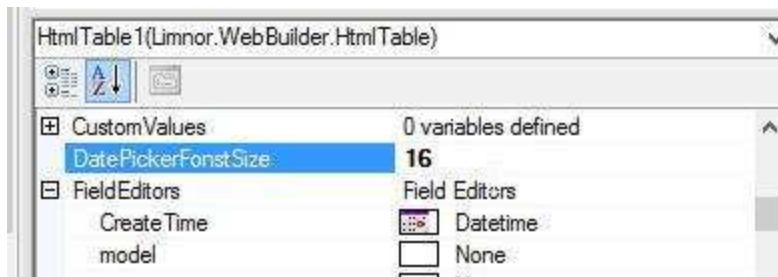 HtmlTable1(Limnor.WebBuilder.HtmlTable)
CustomValues 0 variables defined
DatePickerFonstSize 16
FieldEditors Field Editors
CreateTime Datetime
model None